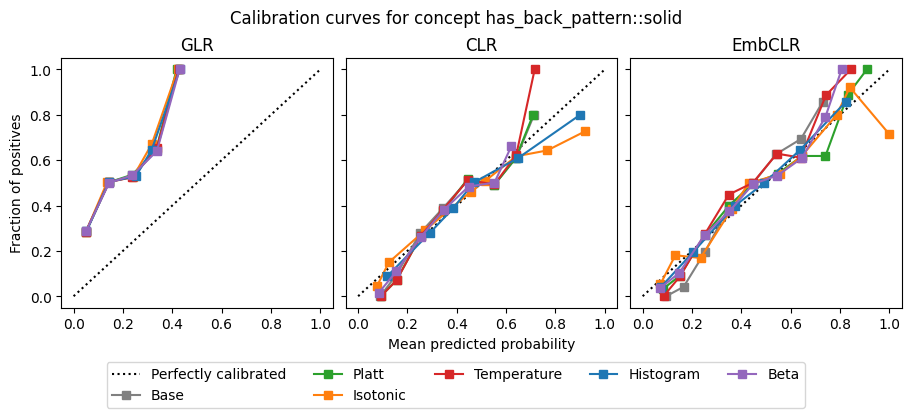 Calibration curves for concept has_back_pattern::solid
GLR
CLR
EmbCLR
Fraction of positives
1.0
0.8
0.6
0.4
0.2
0.0
0.0 0.2 0.4 0.6 0.8 1.0
0.0 0.2 0.4 0.6 0.8 1.0
0.0 0.2 0.4 0.6 0.8 1.0
Mean predicted probability
Perfectly calibrated
Base
Platt
Isotonic
Temperature
Histogram
Beta